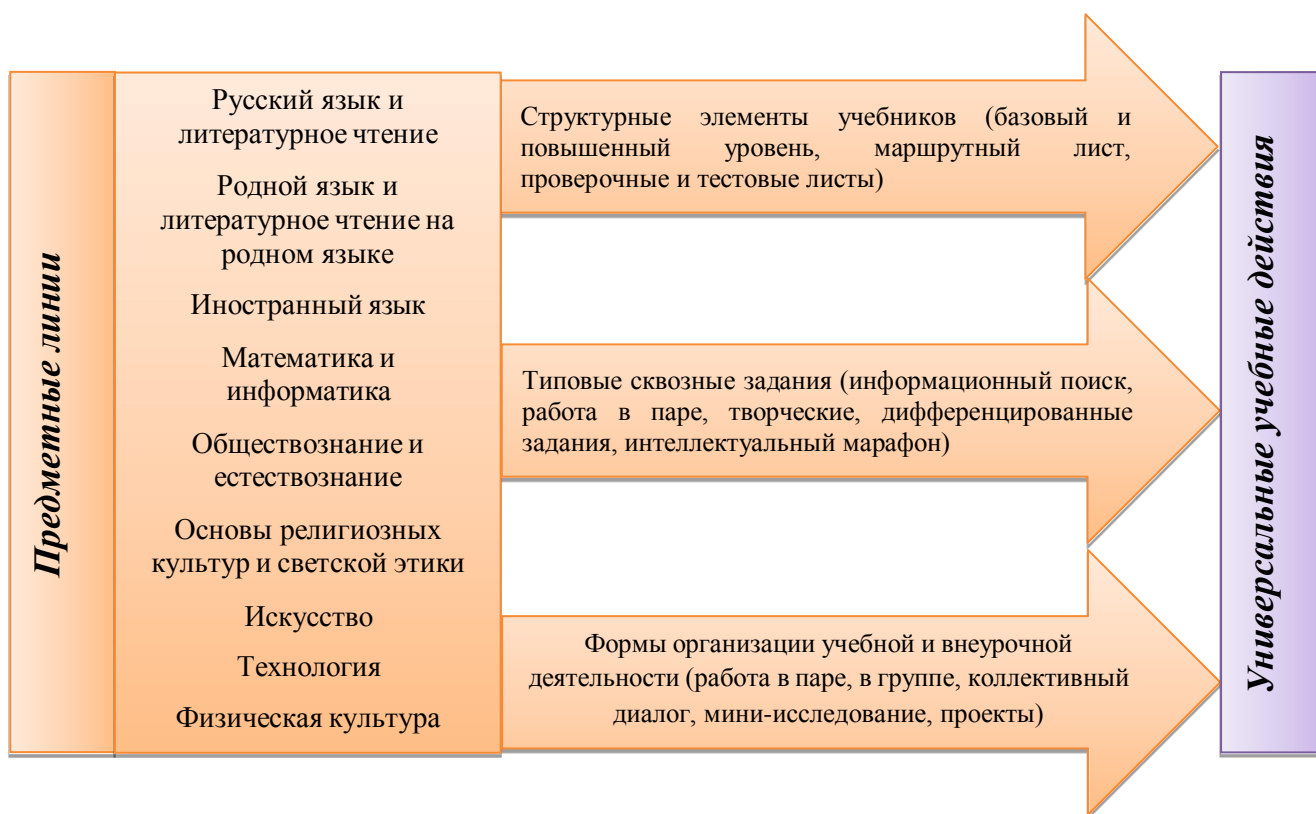 Предметные линии
Русский язык и
литературное чтение
Родной язык и
литературное чтение на
родном языке
Иностранный язык
Математика и
информатика
Обществознание и
естествознание
Основы религиозных
культур и светской этики
Искусство
Технология
Физическая культура
Структурные элементы учебников (базовый и
повышенный уровень, маршрутный лист,
проверочные и тестовые листы)
Типовые сквозные задания (информационный поиск,
работа в паре, творческие, дифференцированные
задания, интеллектуальный марафон)
Формы организации учебной и внеурочной
деятельности (работа в паре, в группе, коллективный
диалог, мини-исследование, проекты)
Универсальные учебные действия